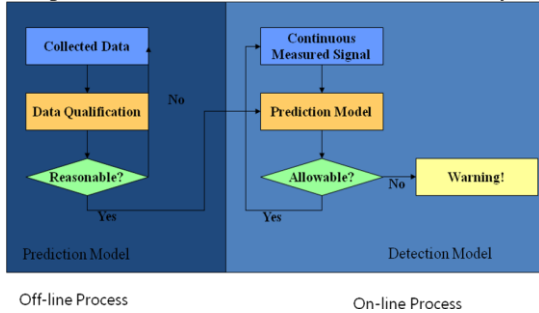 Collected Data
Data Qualification
Reasonable?
No
Yes
Prediction Model
Continuous
Measured Signal
Prediction Model
Allowable?
No
Warning!
Yes
Detection Model
Off-line Process
On-line Process